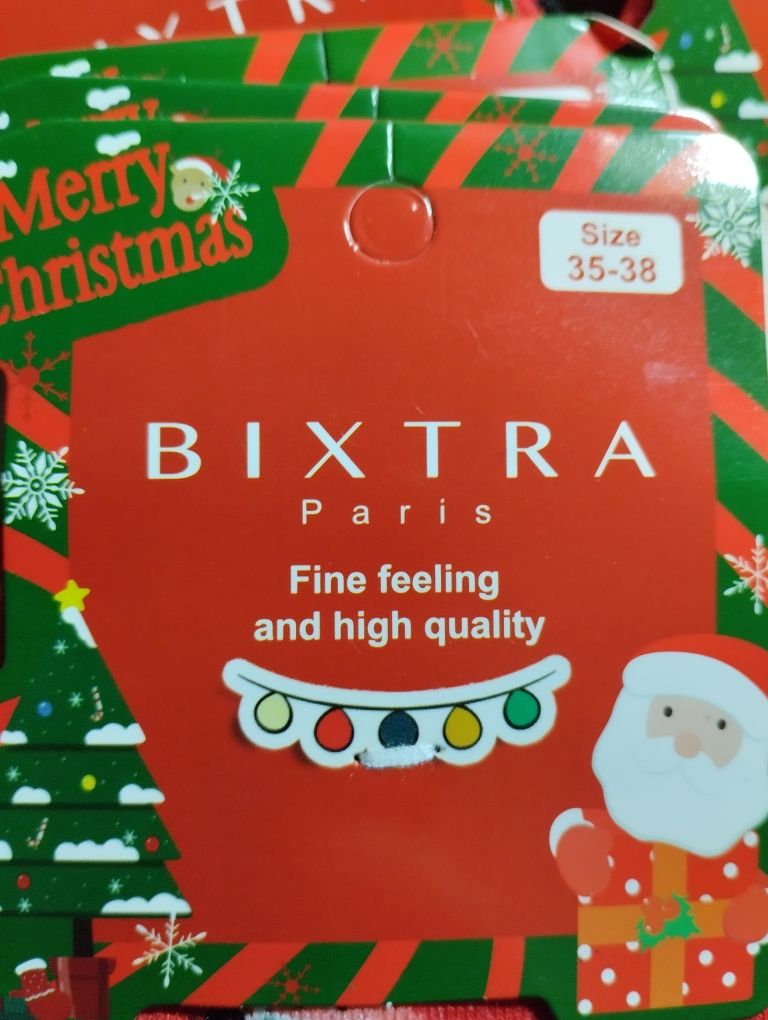 Merry
Christmas
Size
35-38
BIXTRA
Paris
Fine feeling
and high quality